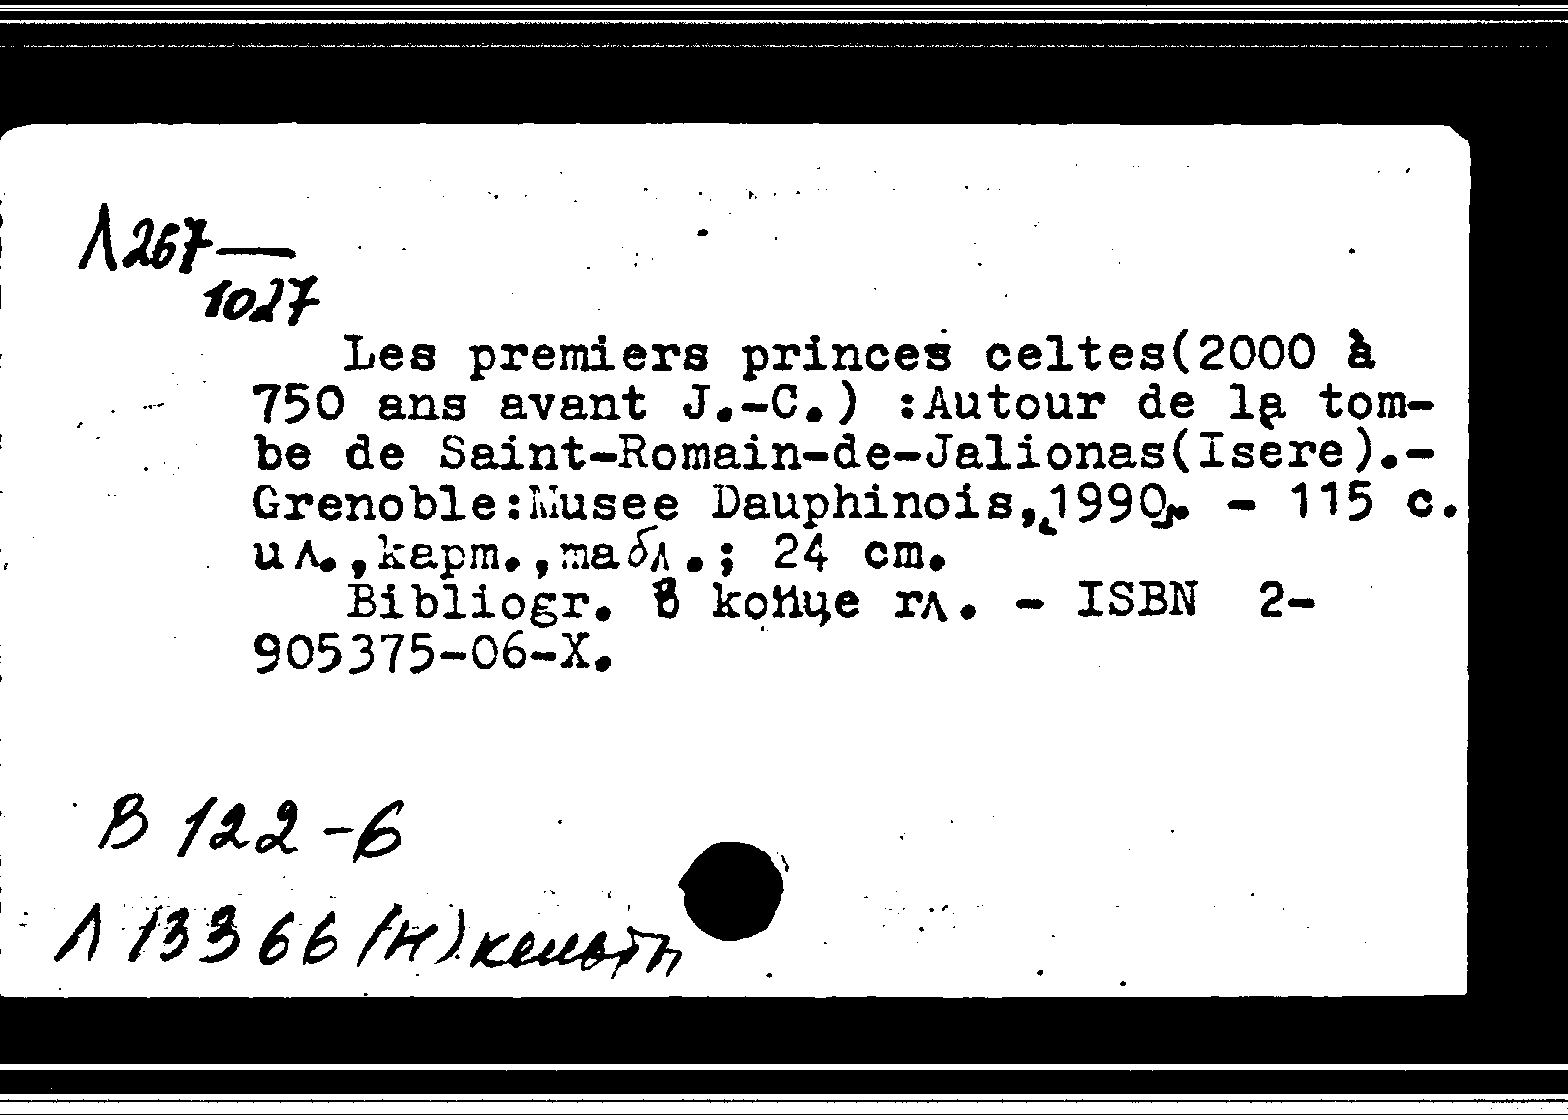 Л267—
1027
Les premiers princes celtes(2000 à
750 ans avant J.-C.) :Autour de la tom-
be de Saint-Romain-de-Jalionas(Isere).-
Grenoble:Musee Dauphinois, 1990. - 115 c.
ил.,карт.,табл.; 24 cm.
Bibliogr. в конце гл. - ISBN 2-
905375-06-X.
В 122-6
Л 13366 (н) кельты